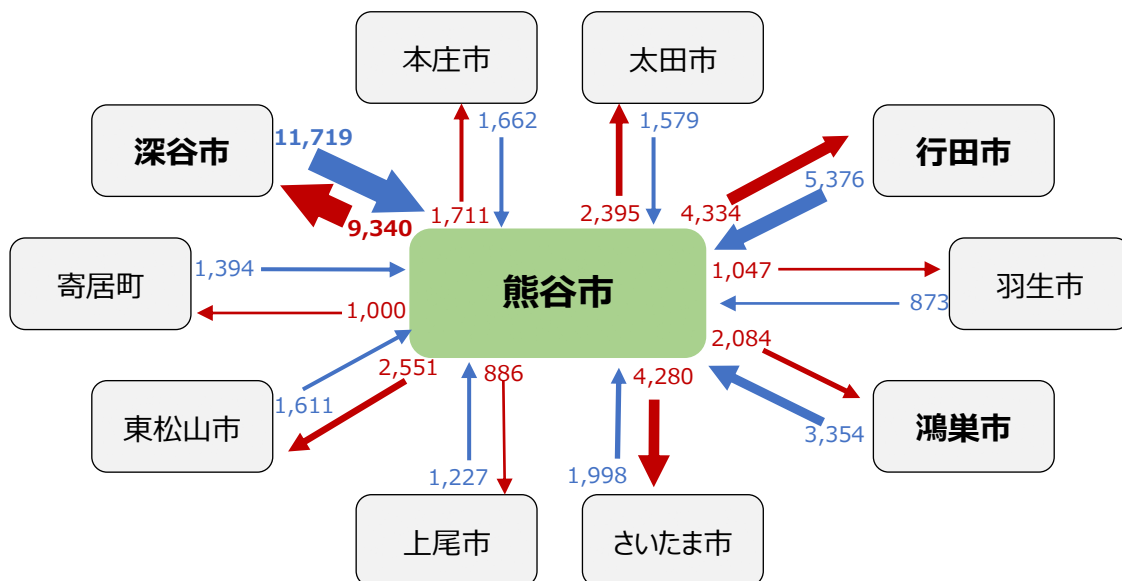 本庄市
太田市
深谷市
11,719
1,662
1,579
行田市
5,376
9,340
1,711
2,395
4,334
寄居町
1,394
熊谷市
1,047
羽生市
1,000
873
2,084
東松山市
2,551
886
4,280
鴻巣市
1,611
3,354
1,227
1,998
上尾市
さいたま市